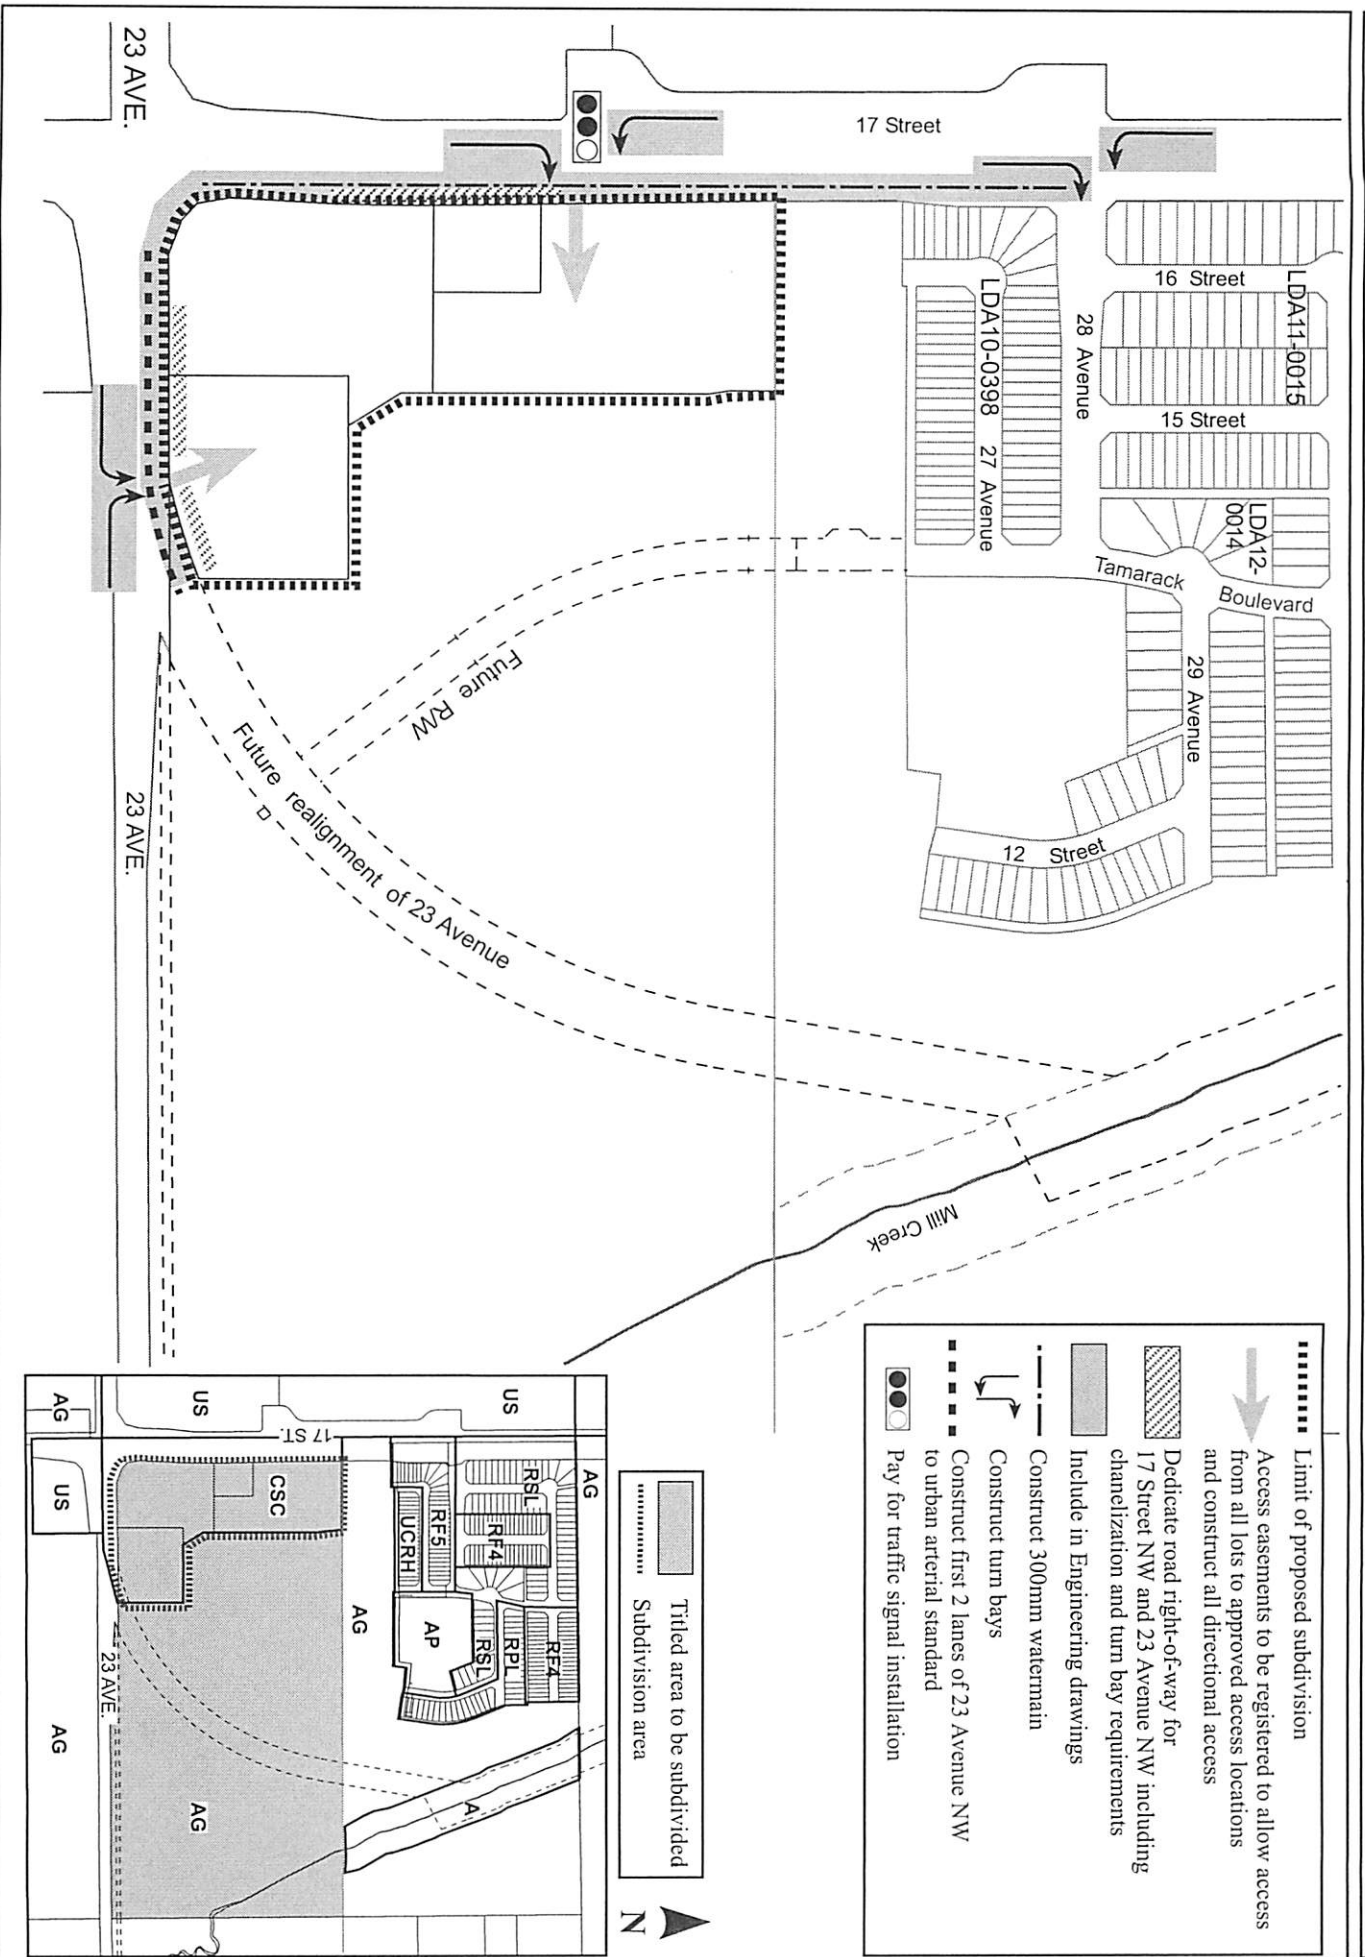 Limit of proposed subdivision
Access easements to be registered to allow access
from all lots to approved access locations
and construct all directional access
Dedicate road right-of-way for
17 Street NW and 23 Avenue NW including
chanelization and turn bay requirements
Include in Engineering drawings
Construct 300mm watermain
Construct turn bays
Construct first 2 lanes of 23 Avenue NW
to urban arterial standard
Pay for traffic signal installation
LDA11-0015
16 Street
15 Street
LDA12-
0014
28 Avenue
Tamarack
Boulevard
29 Avenue
LDA10-0398
27 Avenue
12 Street
17 Street
Mill Creek
Future R/W
Future realignment of 23 Avenue
23 AVE.
23 AVE.
Titled area to be subdivided
Subdivision area
N
US
AG
RSL
RF4
RF4
RPL
RSL
RF5
UCRH
AP
AG
A
17 ST.
CSC
US
AG
AG
US
23 AVE.
AG